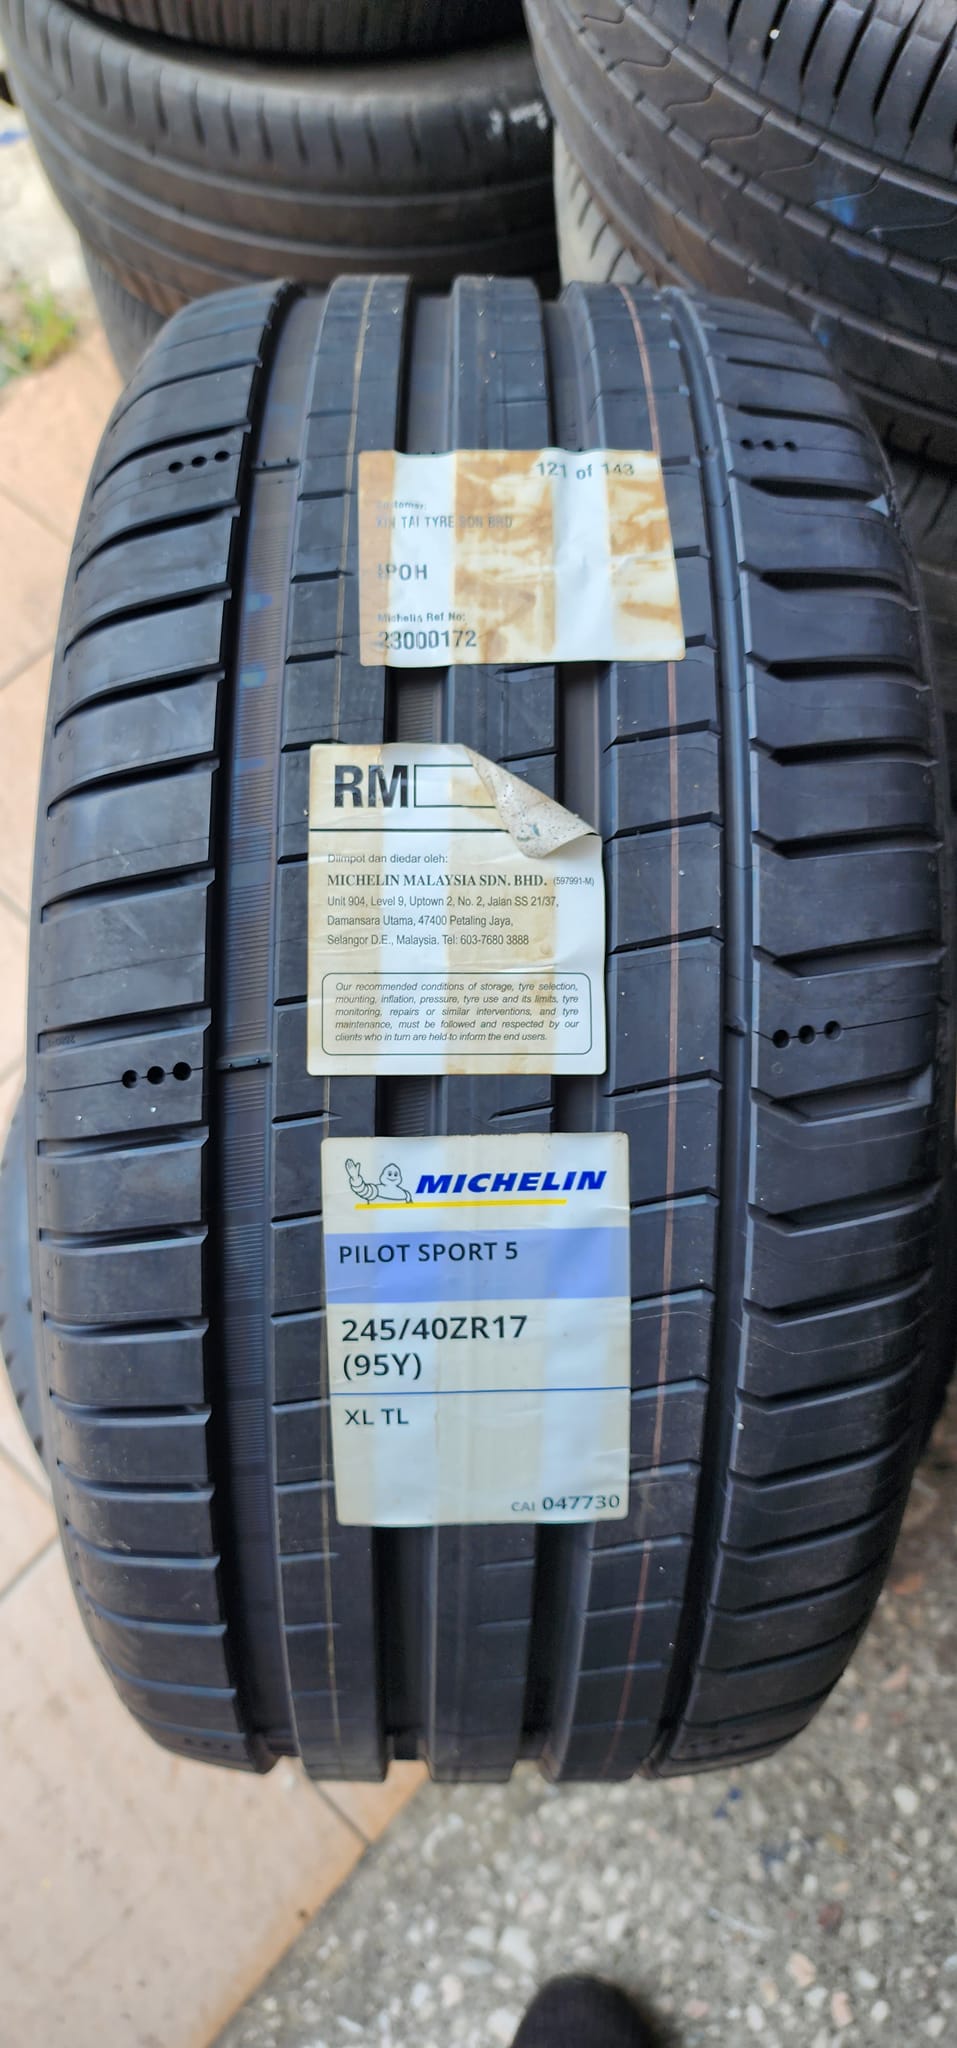 121 of 143
Customer:
XIN TAI TYRE SDN BHD
IPOH
Michelin Ref No:
23000172
RM
Diimpot dan diedar oleh:
MICHELIN MALAYSIA SDN. BHD. (597991-M)
Unit 904, Level 9, Uptown 2, No. 2, Jalan SS 21/37,
Damansara Utama, 47400 Petaling Jaya,
Selangor D.E., Malaysia. Tel: 603-7680 3888
Our recommended conditions of storage, tyre selection,
mounting, inflation, pressure, tyre use and its limits, tyre
monitoring, repairs or similar interventions, and tyre
maintenance, must be followed and respected by our
clients who in turn are held to inform the end users.
MICHELIN
PILOT SPORT 5
245/40ZR17
(95Y)
XL TL
CAI 047730